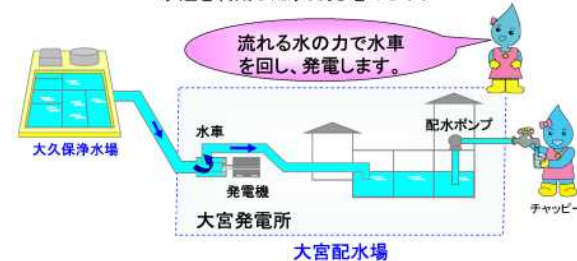 流れる水の力で水車
を回し、発電します。
大久保浄水場
水車
配水ポンプ
発電機
チャッピー
大宮発電所
大宮配水場